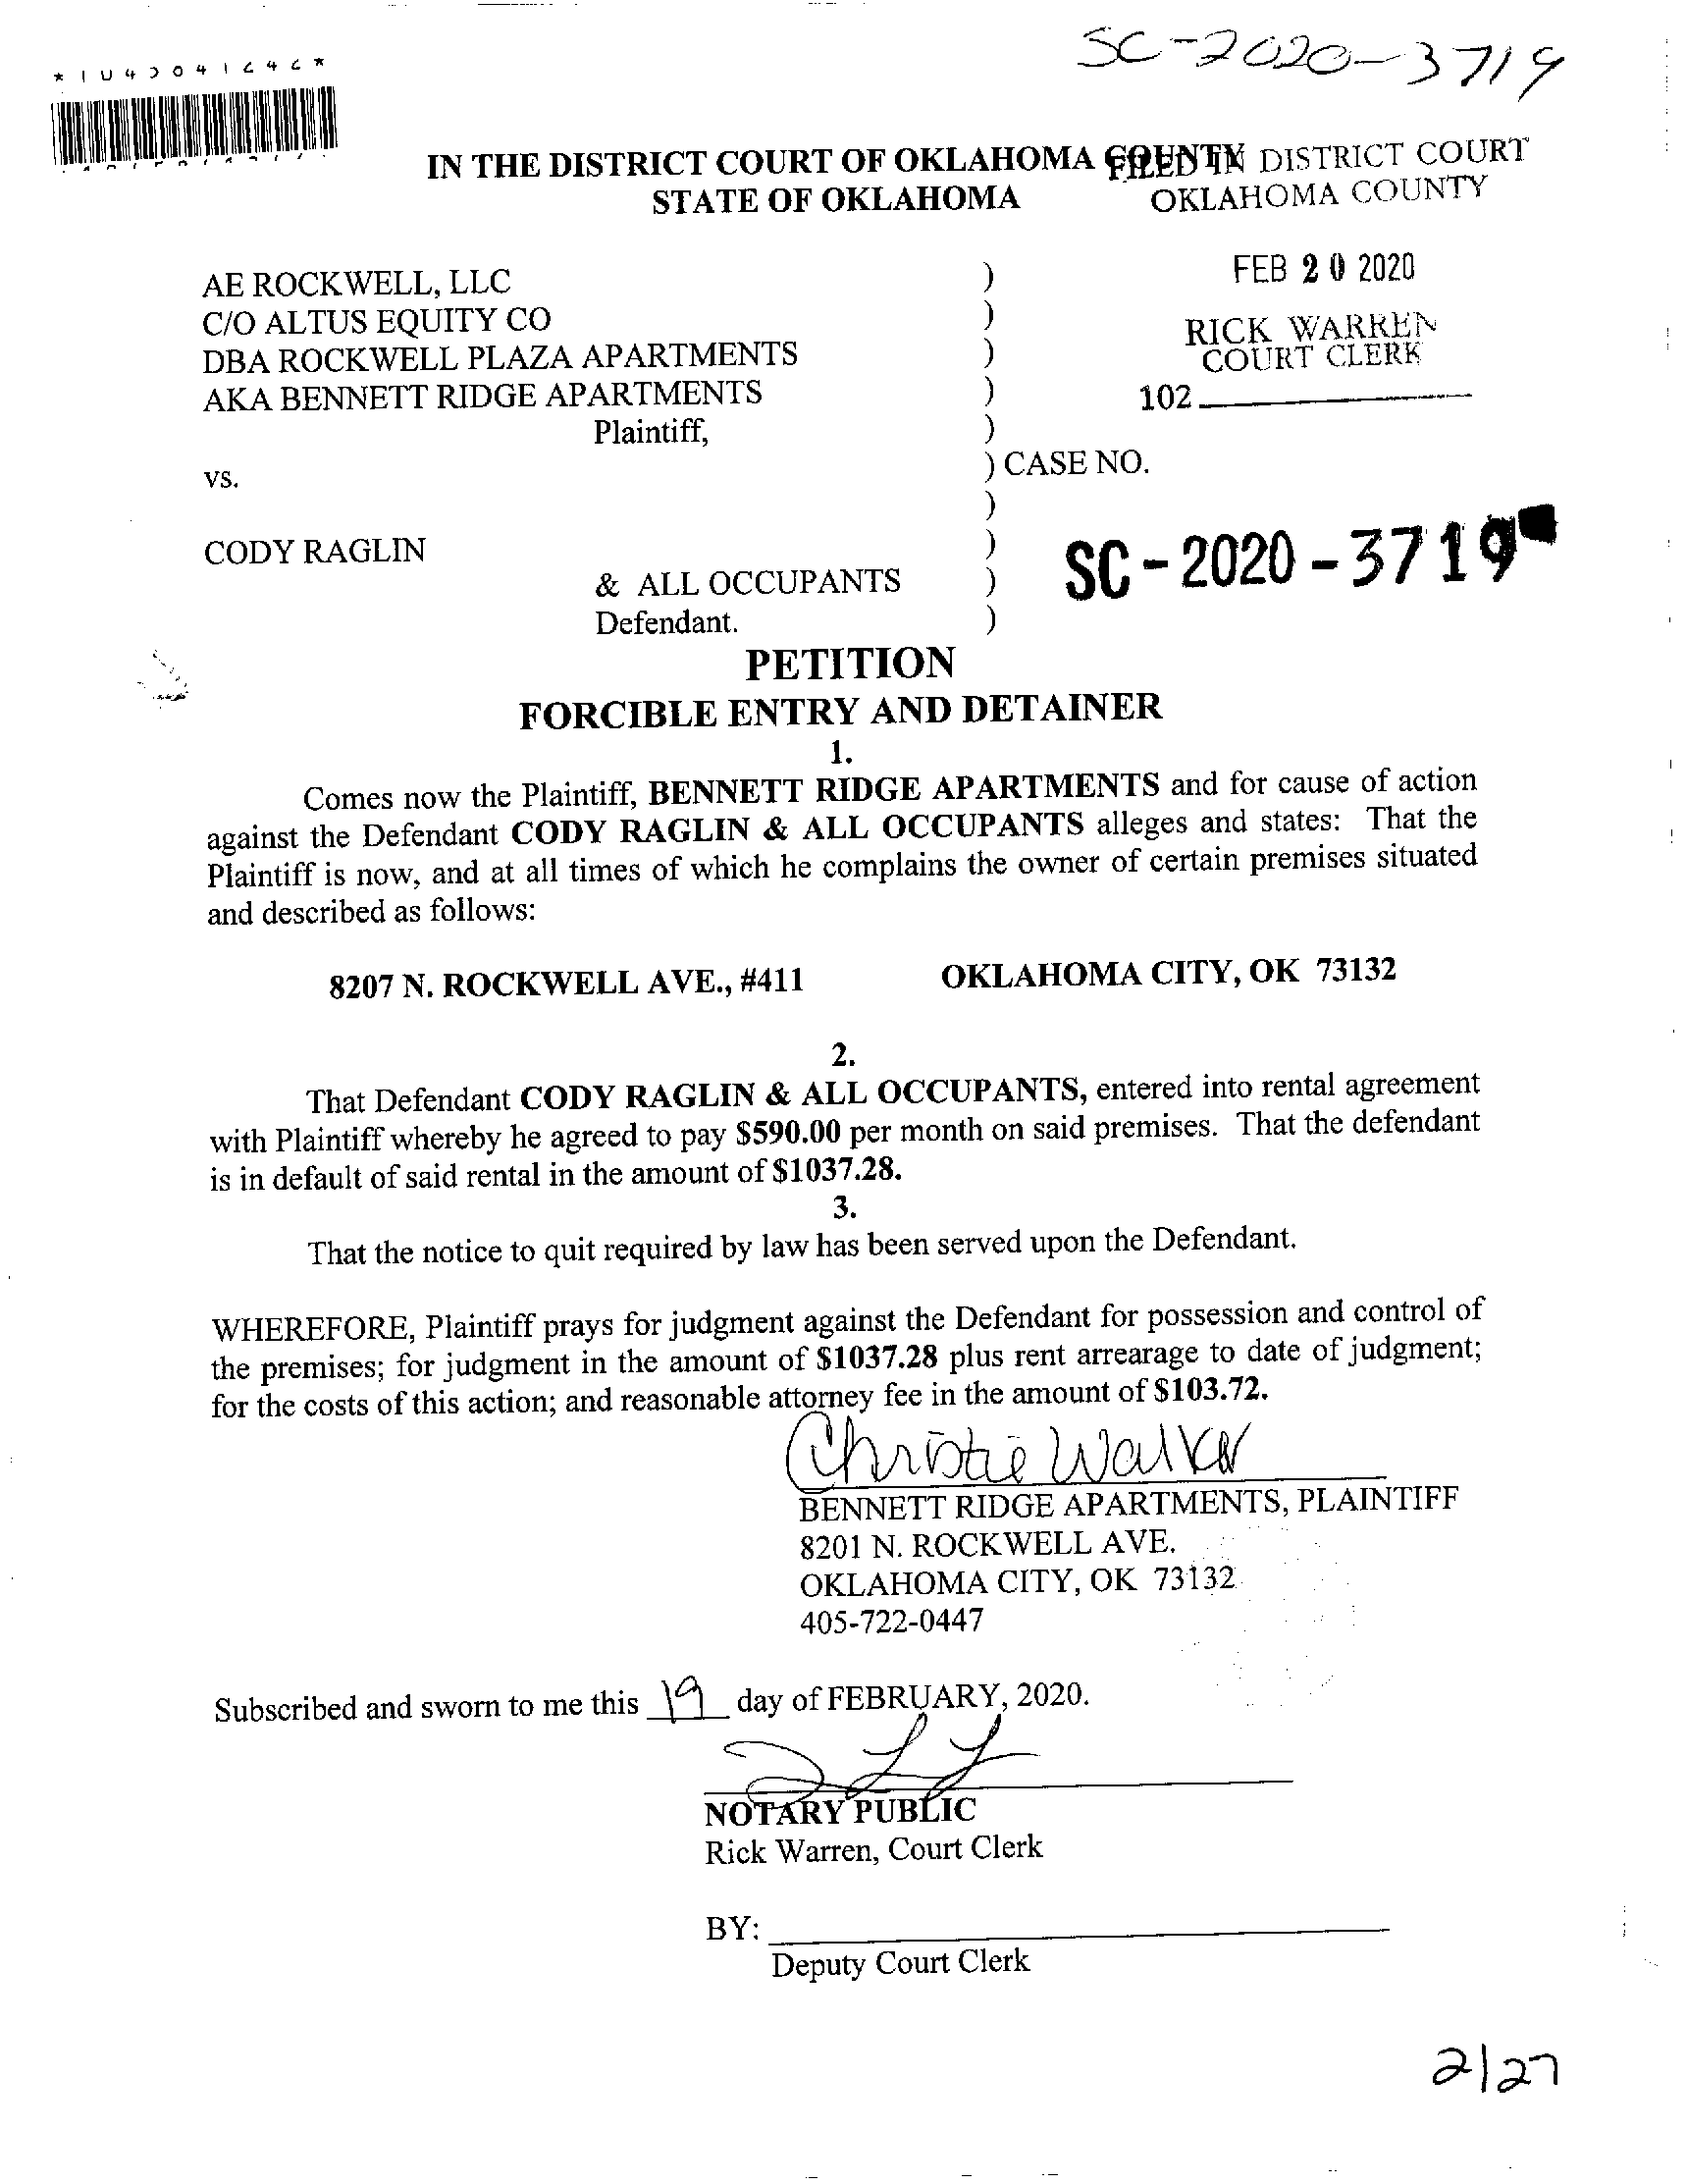 SC-2020-3719
IN THE DISTRICT COURT OF OKLAHOMA COUNTY
STATE OF OKLAHOMA
FILED IN DISTRICT COURT
OKLAHOMA COUNTY
FEB 20 2020
RICK WARREN
COURT CLERK
102
AE ROCKWELL, LLC )
C/O ALTUS EQUITY CO )
DBA ROCKWELL PLAZA APARTMENTS )
AKA BENNETT RIDGE APARTMENTS )
Plaintiff, )
vs. ) CASE NO.
)
CODY RAGLIN )
& ALL OCCUPANTS )
Defendant. )
SC-2020-3719
PETITION
FORCIBLE ENTRY AND DETAINER
1.
Comes now the Plaintiff, BENNETT RIDGE APARTMENTS and for cause of action
against the Defendant CODY RAGLIN & ALL OCCUPANTS alleges and states: That the
Plaintiff is now, and at all times of which he complains the owner of certain premises situated
and described as follows:
8207 N. ROCKWELL AVE., #411 OKLAHOMA CITY, OK 73132
2.
That Defendant CODY RAGLIN & ALL OCCUPANTS, entered into rental agreement
with Plaintiff whereby he agreed to pay $590.00 per month on said premises. That the defendant
is in default of said rental in the amount of $1037.28.
3.
That the notice to quit required by law has been served upon the Defendant.
WHEREFORE, Plaintiff prays for judgment against the Defendant for possession and control of
the premises; for judgment in the amount of $1037.28 plus rent arrearage to date of judgment;
for the costs of this action; and reasonable attorney fee in the amount of $103.72.
Christie Walker
BENNETT RIDGE APARTMENTS, PLAINTIFF
8201 N. ROCKWELL AVE.
OKLAHOMA CITY, OK 73132
405-722-0447
Subscribed and sworn to me this 19 day of FEBRUARY, 2020.
NOTARY PUBLIC
Rick Warren, Court Clerk
BY:
Deputy Court Clerk
2/27